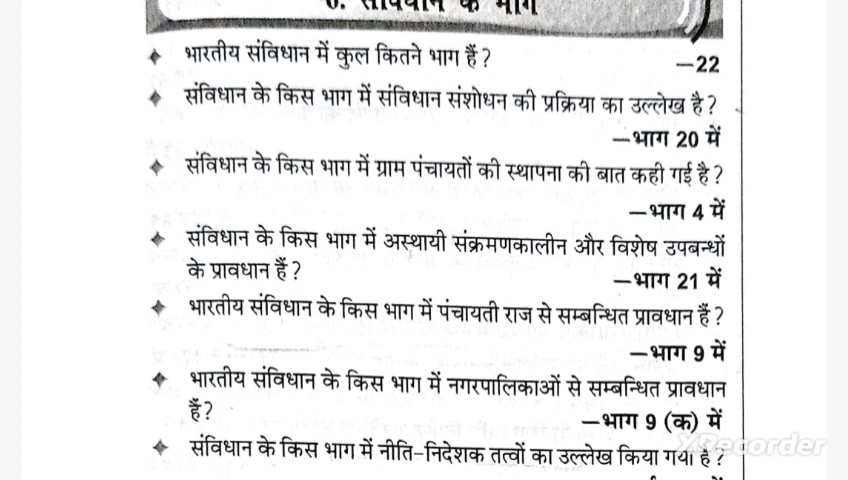 6. संविधान के भाग
✦ भारतीय संविधान में कुल कितने भाग हैं? –22
✦ संविधान के किस भाग में संविधान संशोधन की प्रक्रिया का उल्लेख है?
–भाग 20 में
✦ संविधान के किस भाग में ग्राम पंचायतों की स्थापना की बात कही गई है?
–भाग 4 में
✦ संविधान के किस भाग में अस्थायी संक्रमणकालीन और विशेष उपबन्धों
के प्रावधान हैं? –भाग 21 में
✦ भारतीय संविधान के किस भाग में पंचायती राज से सम्बन्धित प्रावधान हैं?
–भाग 9 में
✦ भारतीय संविधान के किस भाग में नगरपालिकाओं से सम्बन्धित प्रावधान
हैं? –भाग 9 (क) में
✦ संविधान के किस भाग में नीति-निदेशक तत्वों का उल्लेख किया गया है?
XRecorder